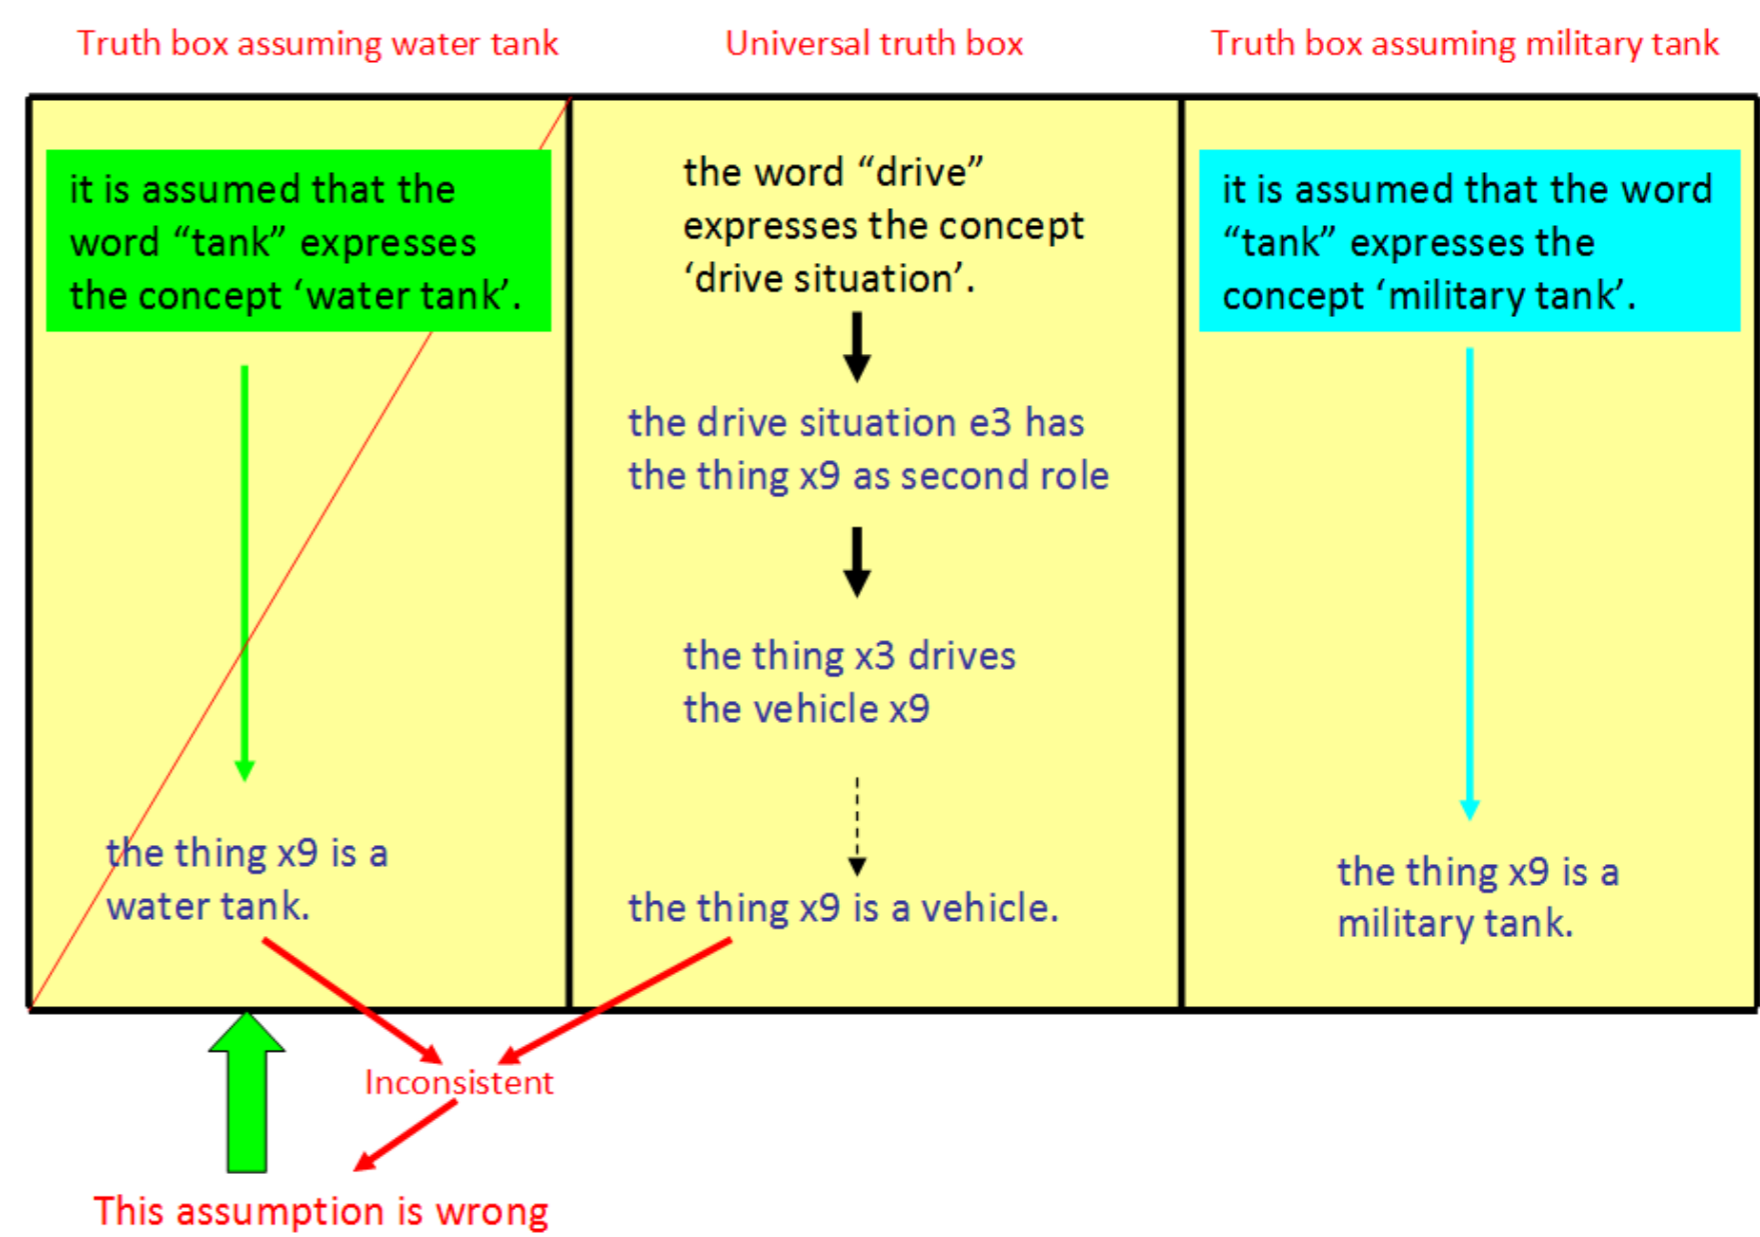 Truth box assuming water tank
Universal truth box
Truth box assuming military tank
it is assumed that the
word “tank” expresses
the concept ‘water tank’.
the thing x9 is a
water tank.
the word “drive”
expresses the concept
‘drive situation’.
the drive situation e3 has
the thing x9 as second role
the thing x3 drives
the vehicle x9
the thing x9 is a vehicle.
it is assumed that the word
“tank” expresses the
concept ‘military tank’.
the thing x9 is a
military tank.
Inconsistent
This assumption is wrong